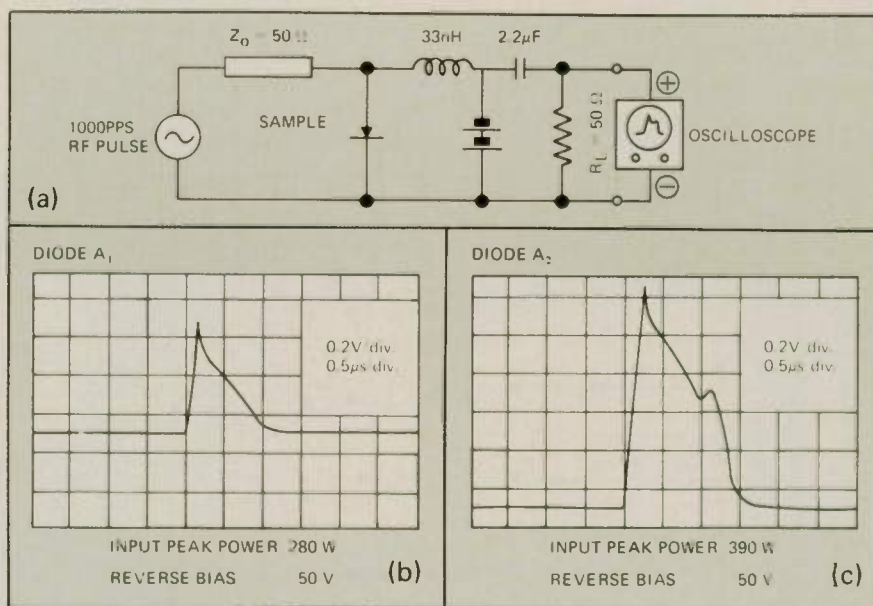 Z₀ = 50 Ω
33nH
2.2µF
1000PPS
RF PULSE
SAMPLE
R_L = 50 Ω
OSCILLOSCOPE
(a)
DIODE A₁
0.2V div.
0.5µs div.
INPUT PEAK POWER 280 W
REVERSE BIAS 50 V
(b)
DIODE A₂
0.2V div.
0.5µs div.
INPUT PEAK POWER 390 W
REVERSE BIAS 50 V
(c)